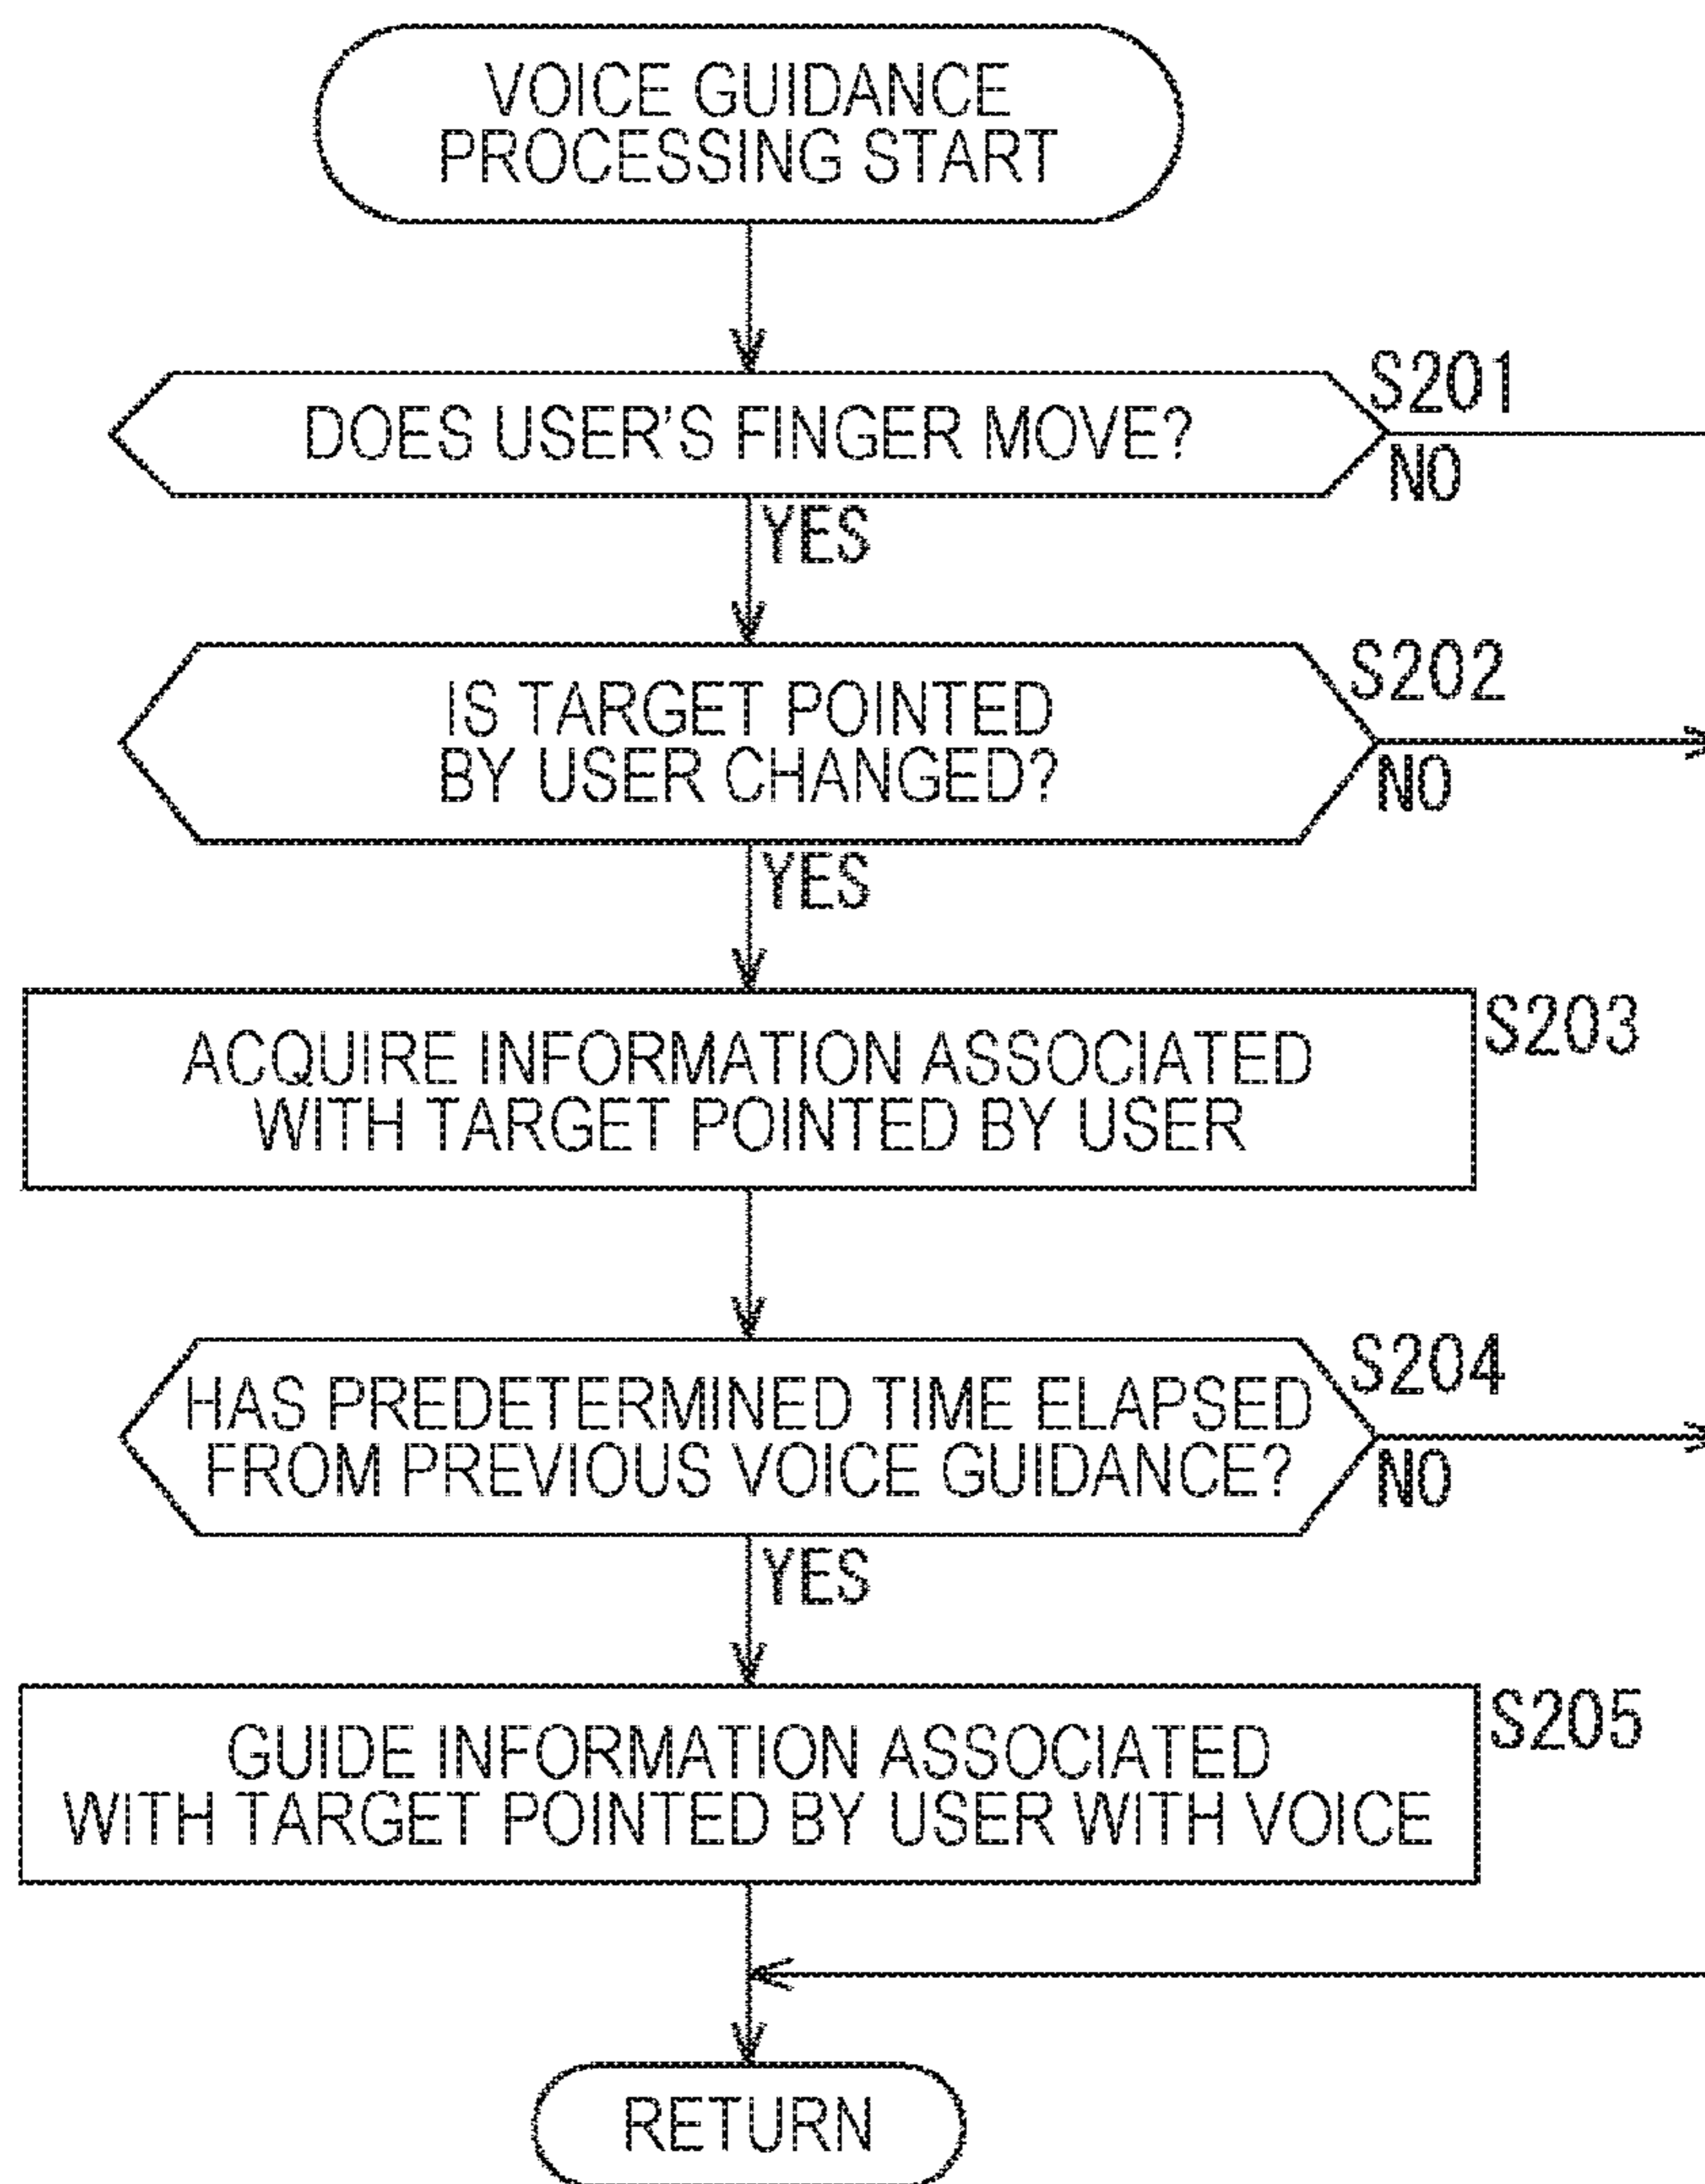 VOICE GUIDANCE
PROCESSING START
DOES USER'S FINGER MOVE?
S201
NO
YES
IS TARGET POINTED
BY USER CHANGED?
S202
NO
YES
ACQUIRE INFORMATION ASSOCIATED
WITH TARGET POINTED BY USER
S203
HAS PREDETERMINED TIME ELAPSED
FROM PREVIOUS VOICE GUIDANCE?
S204
NO
YES
GUIDE INFORMATION ASSOCIATED
WITH TARGET POINTED BY USER WITH VOICE
S205
RETURN